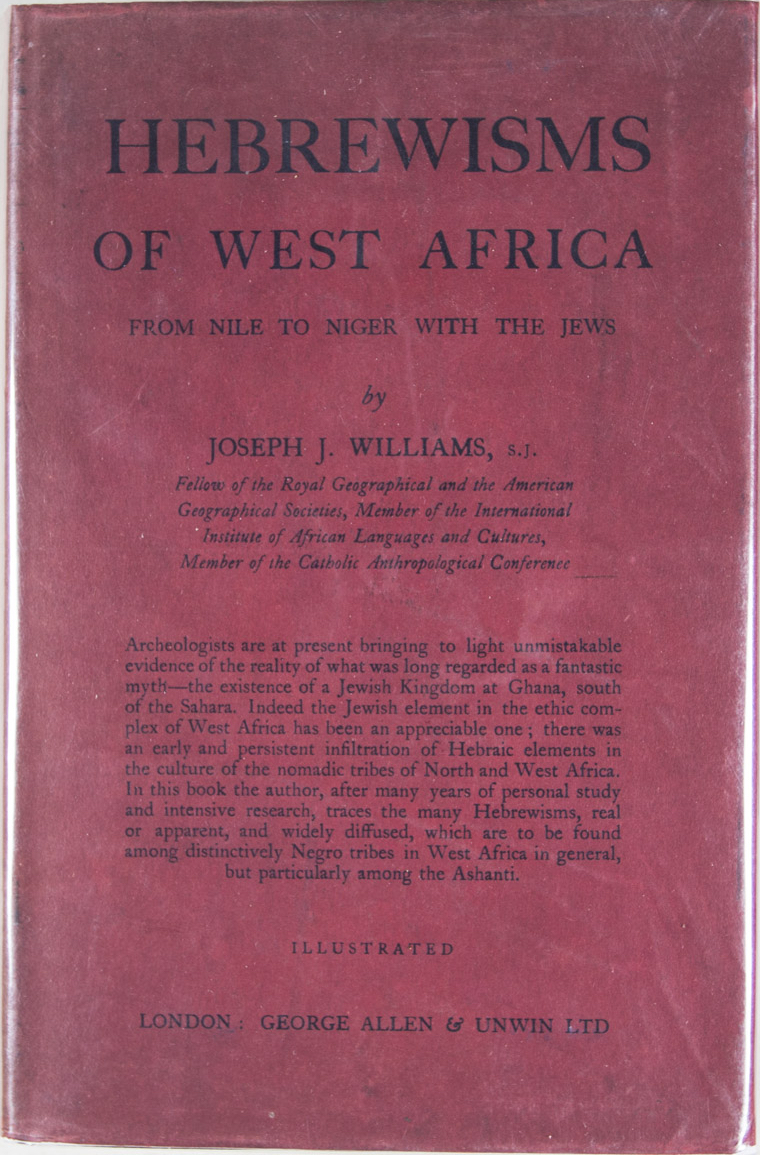 HEBREWISMS
OF WEST AFRICA
FROM NILE TO NIGER WITH THE JEWS
by
JOSEPH J. WILLIAMS, S.J.
Fellow of the Royal Geographical and the American
Geographical Societies, Member of the International
Institute of African Languages and Cultures,
Member of the Catholic Anthropological Conference
Archeologists are at present bringing to light unmistakable
evidence of the reality of what was long regarded as a fantastic
myth—the existence of a Jewish Kingdom at Ghana, south
of the Sahara. Indeed the Jewish element in the ethic com-
plex of West Africa has been an appreciable one; there was
an early and persistent infiltration of Hebraic elements in
the culture of the nomadic tribes of North and West Africa.
In this book the author, after many years of personal study
and intensive research, traces the many Hebrewisms, real
or apparent, and widely diffused, which are to be found
among distinctively Negro tribes in West Africa in general,
but particularly among the Ashanti.
ILLUSTRATED
LONDON: GEORGE ALLEN & UNWIN LTD